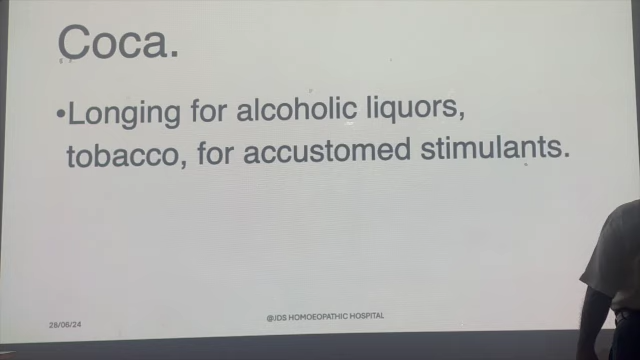 Coca.
•Longing for alcoholic liquors,
tobacco, for accustomed stimulants.
28/06/24
@JDS HOMOEOPATHIC HOSPITAL